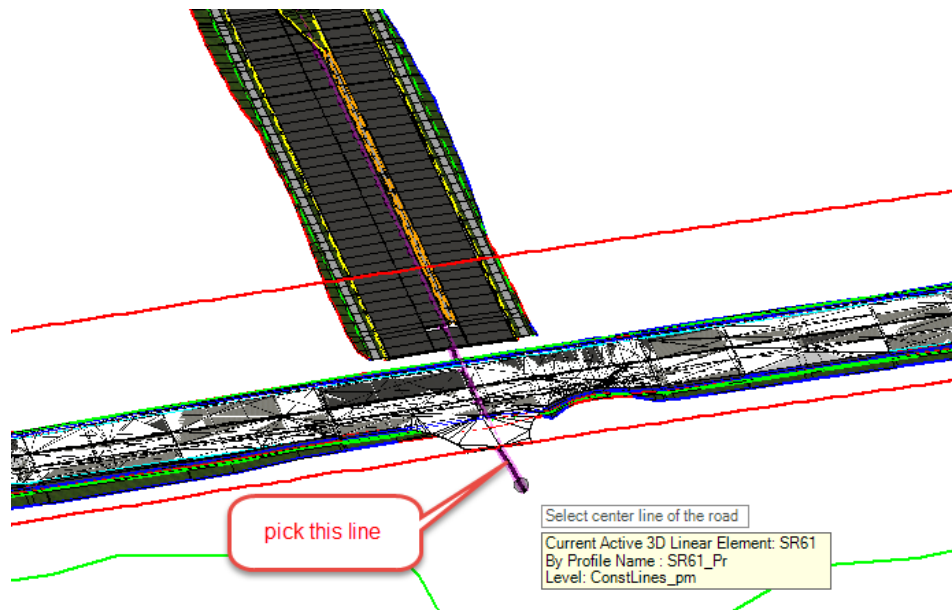 pick this line
Select center line of the road
Current Active 3D Linear Element: SR61
By Profile Name : SR61_Pr
Level: ConstLines_pm